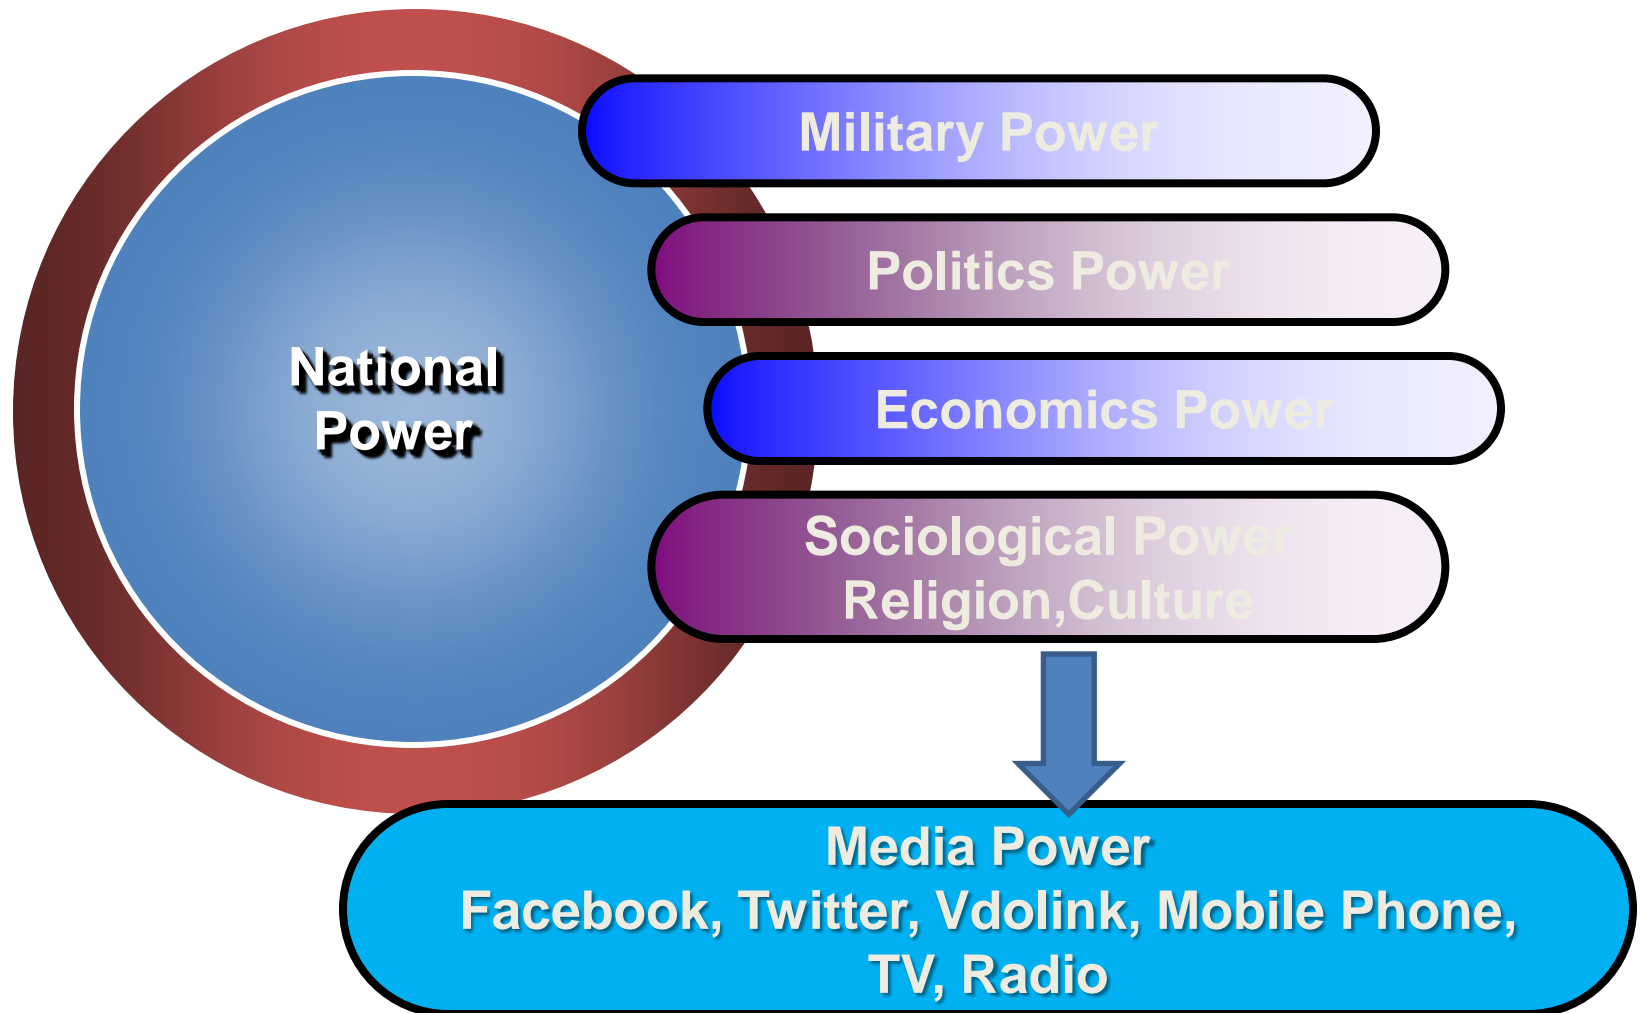 National
Power
Military Power
Politics Power
Economics Power
Sociological Power
Religion,Culture
Media Power
Facebook, Twitter, Vdolink, Mobile Phone,
TV, Radio